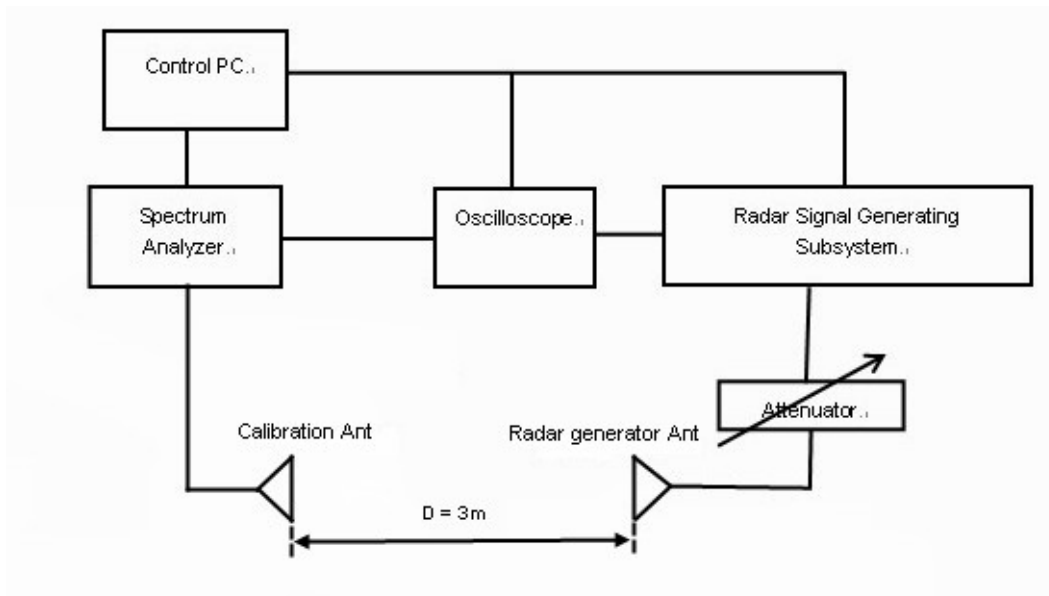 Control PC
Spectrum
Analyzer
Oscilloscope
Radar Signal Generating
Subsystem
Attenuator
Calibration Ant
Radar generator Ant
D = 3m